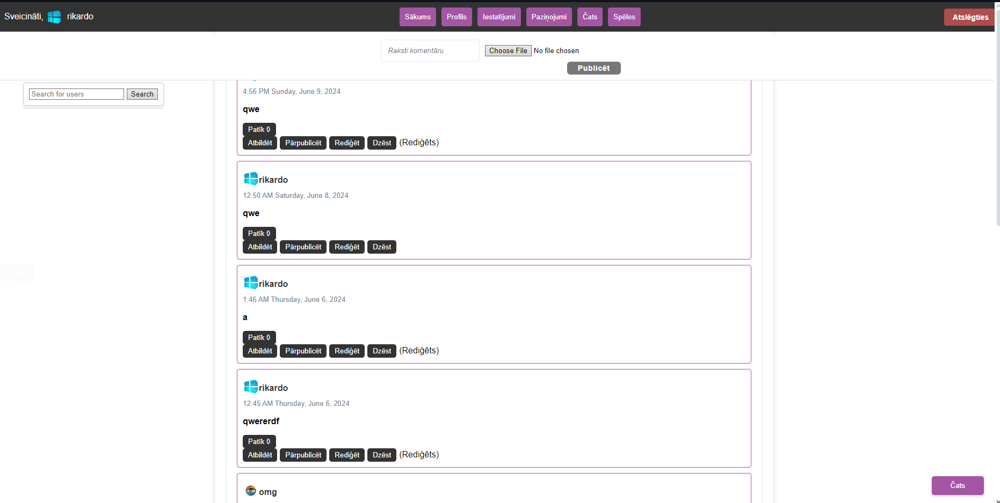 Sveicināti, rikardo
Sākums Profils Iestatījumi Paziņojumi Čats Spēles
Atslēgties
Raksti komentāru Choose File No file chosen
Publicēt
Search for users Search
4:56 PM Sunday, June 9, 2024
qwe
Patīk 0
Atbildēt Pārpublicēt Rediģēt Dzēst (Rediģēts)
rikardo
12:50 AM Saturday, June 8, 2024
qwe
Patīk 0
Atbildēt Pārpublicēt Rediģēt Dzēst
rikardo
1:46 AM Thursday, June 6, 2024
a
Patīk 0
Atbildēt Pārpublicēt Rediģēt Dzēst (Rediģēts)
rikardo
12:45 AM Thursday, June 6, 2024
qwererdf
Patīk 0
Atbildēt Pārpublicēt Rediģēt Dzēst (Rediģēts)
omg
Čats